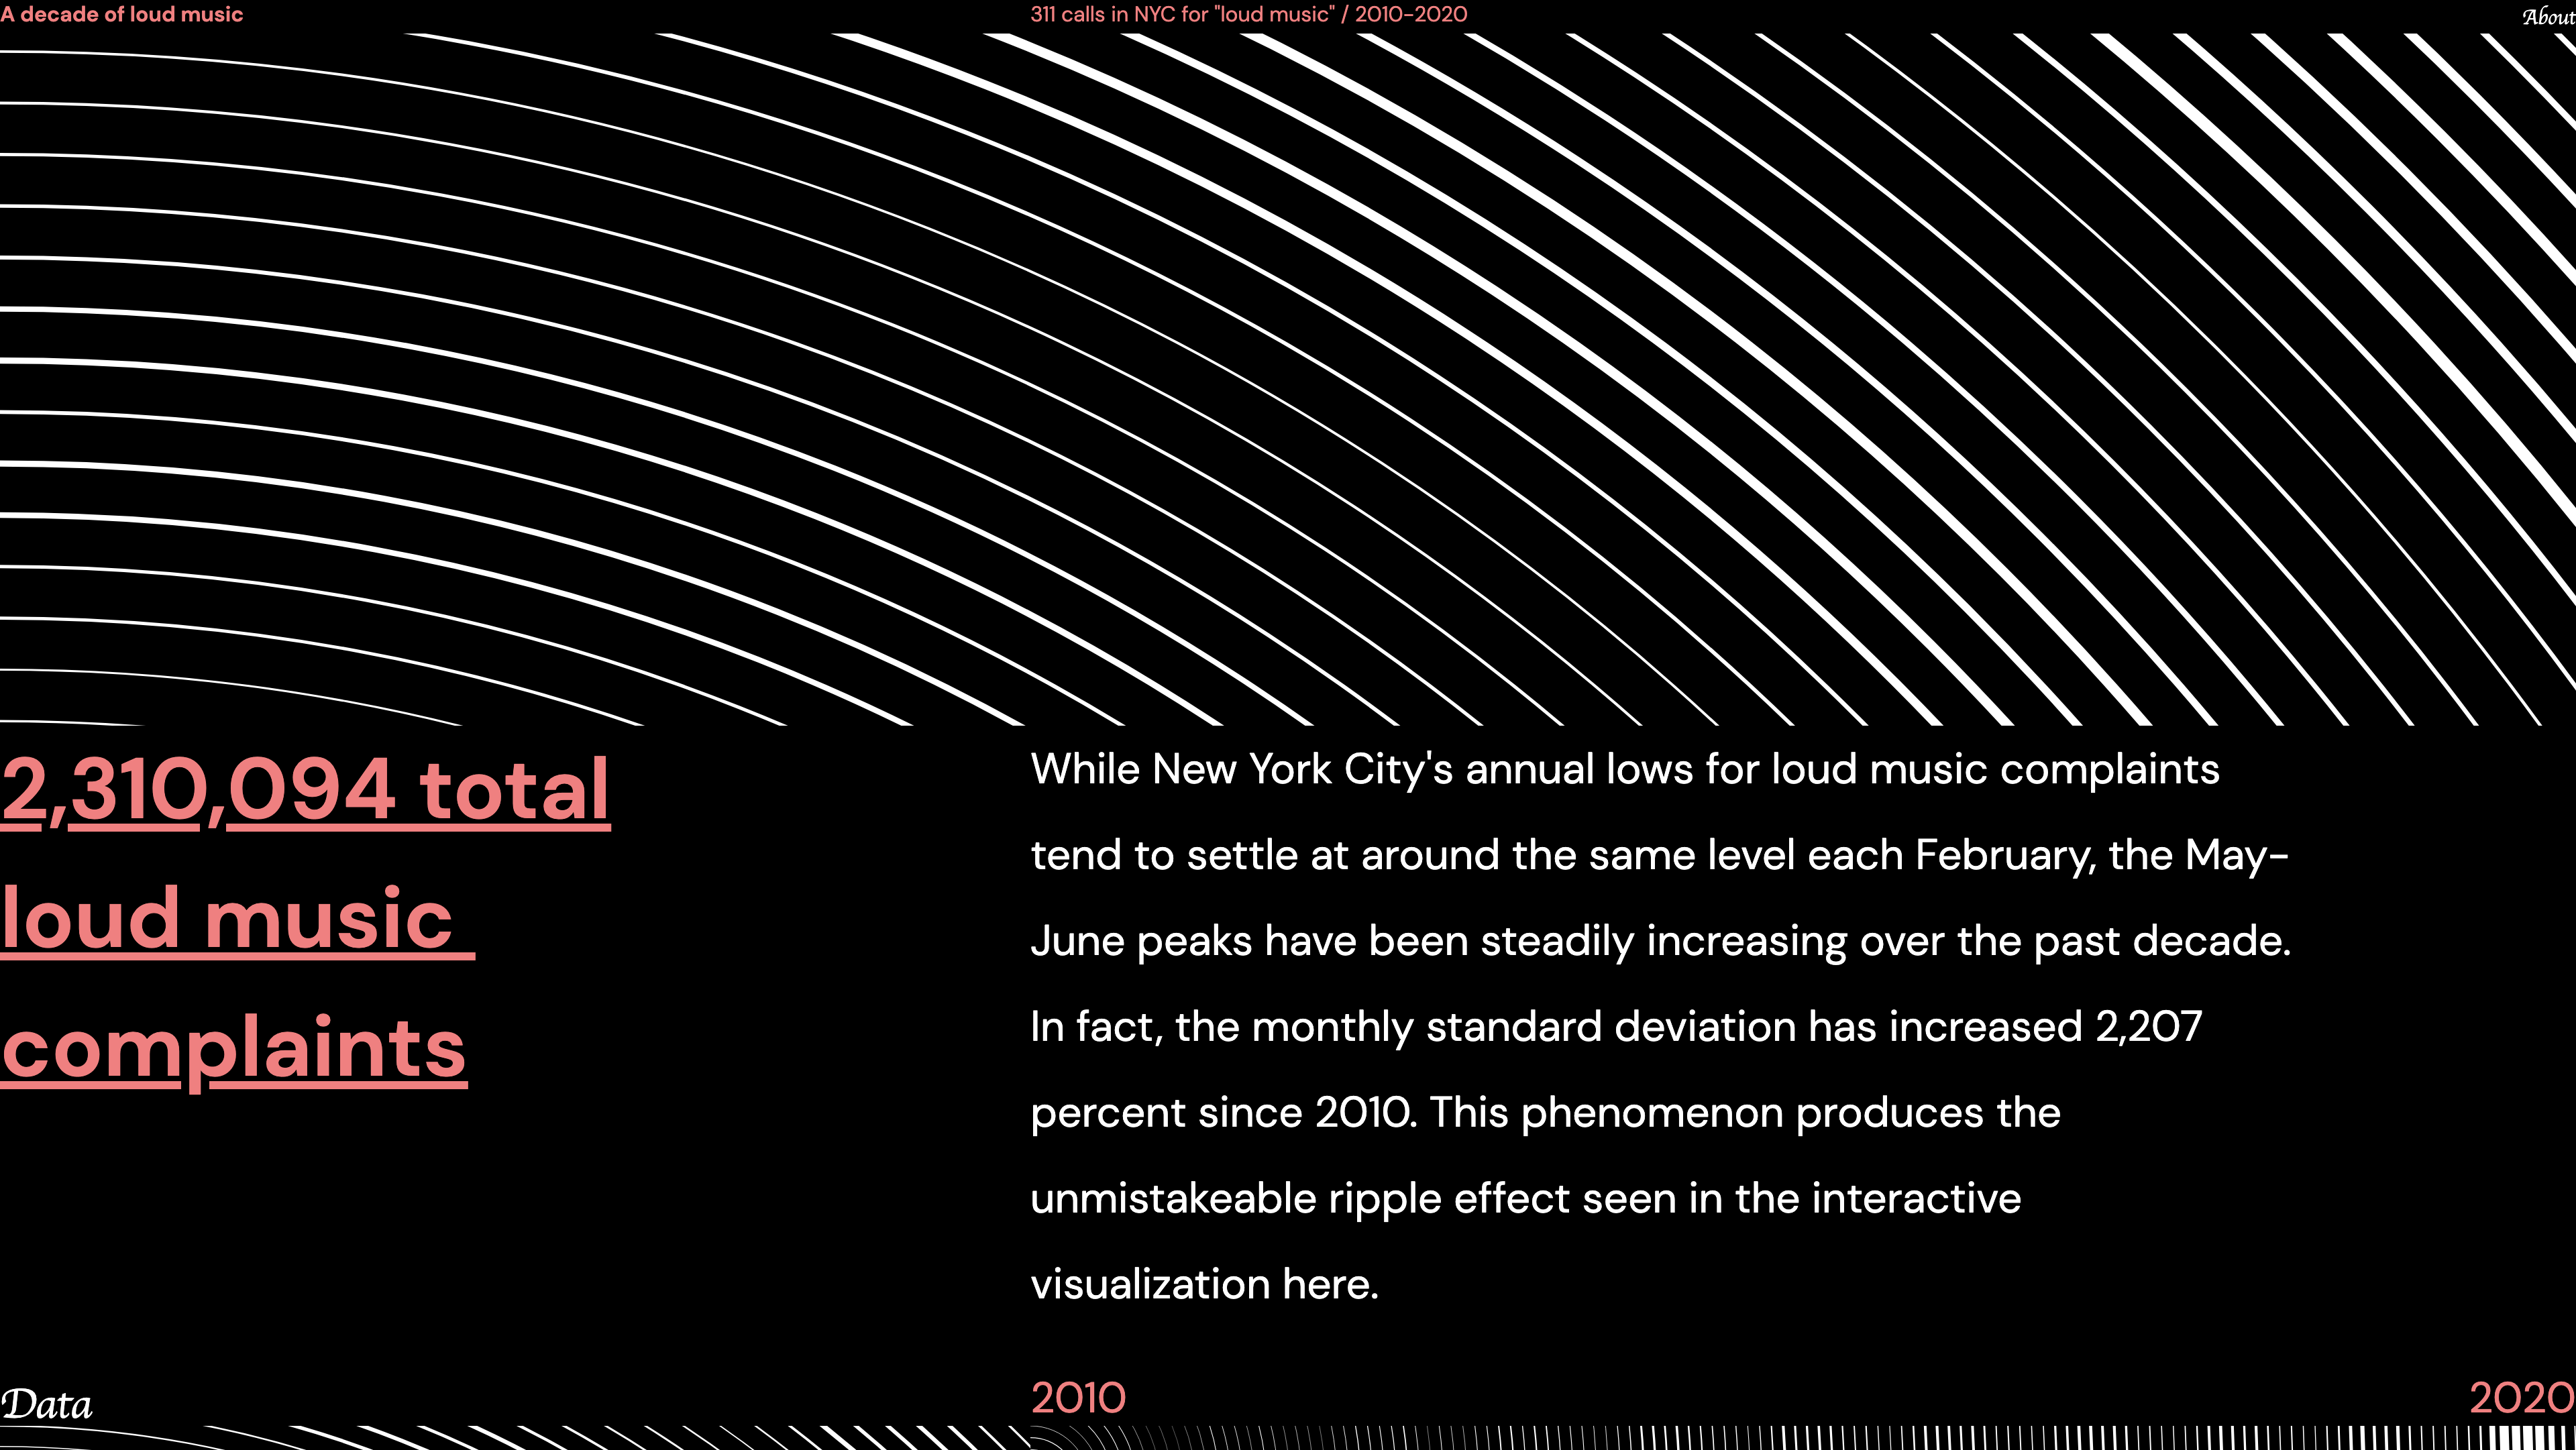 A decade of loud music
311 calls in NYC for "loud music" / 2010-2020
About
2,310,094 total
loud music
complaints
While New York City's annual lows for loud music complaints
tend to settle at around the same level each February, the May-
June peaks have been steadily increasing over the past decade.
In fact, the monthly standard deviation has increased 2,207
percent since 2010. This phenomenon produces the
unmistakeable ripple effect seen in the interactive
visualization here.
Data
2010
2020